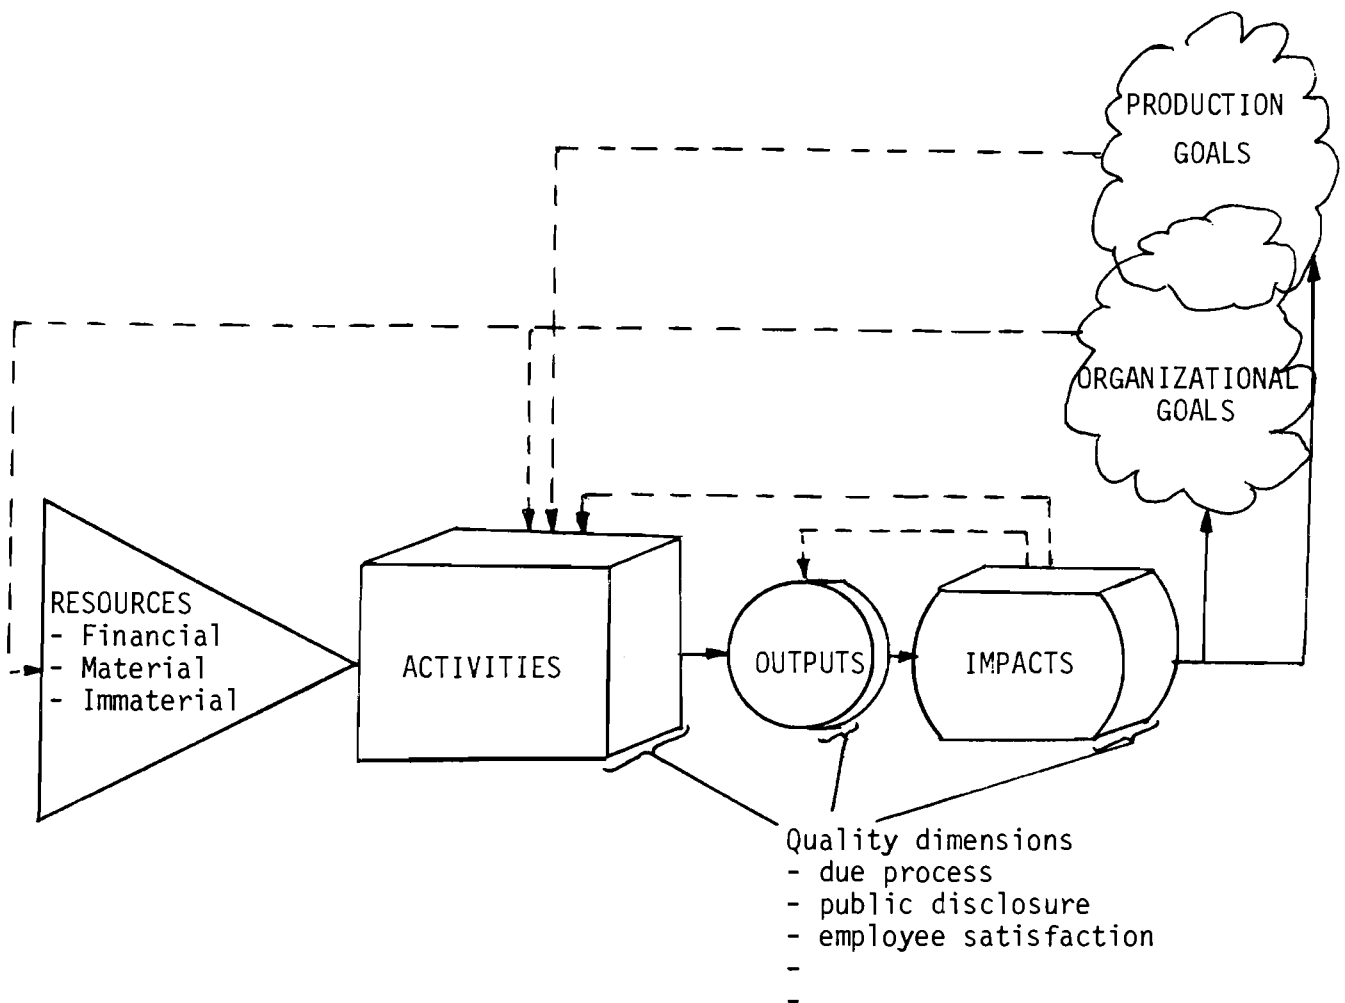 PRODUCTION
GOALS
ORGANIZATIONAL
GOALS
RESOURCES
- Financial
- Material
- Immaterial
ACTIVITIES
OUTPUTS
IMPACTS
Quality dimensions
- due process
- public disclosure
- employee satisfaction
-
-